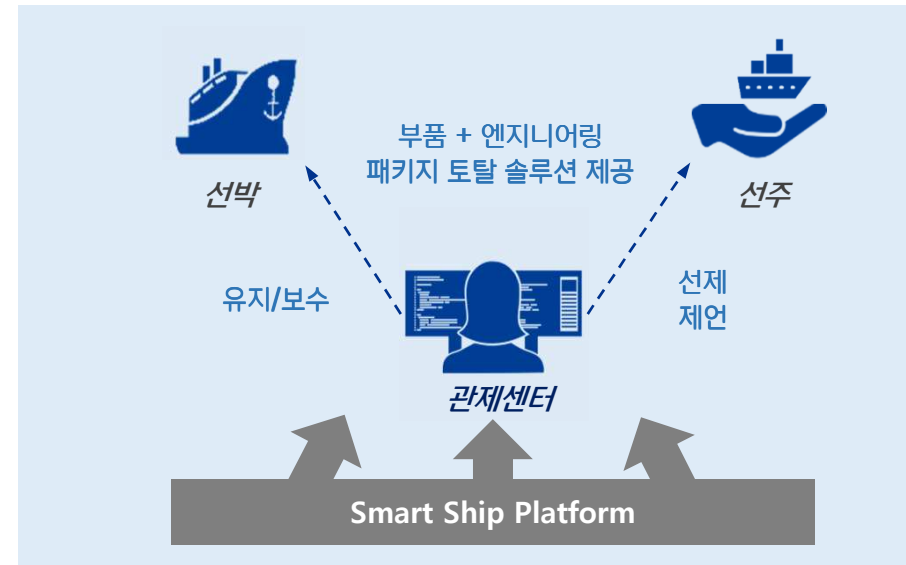 부품 + 엔지니어링
패키지 토탈 솔루션 제공
선박
선주
유지/보수
선제
제언
관제센터
Smart Ship Platform